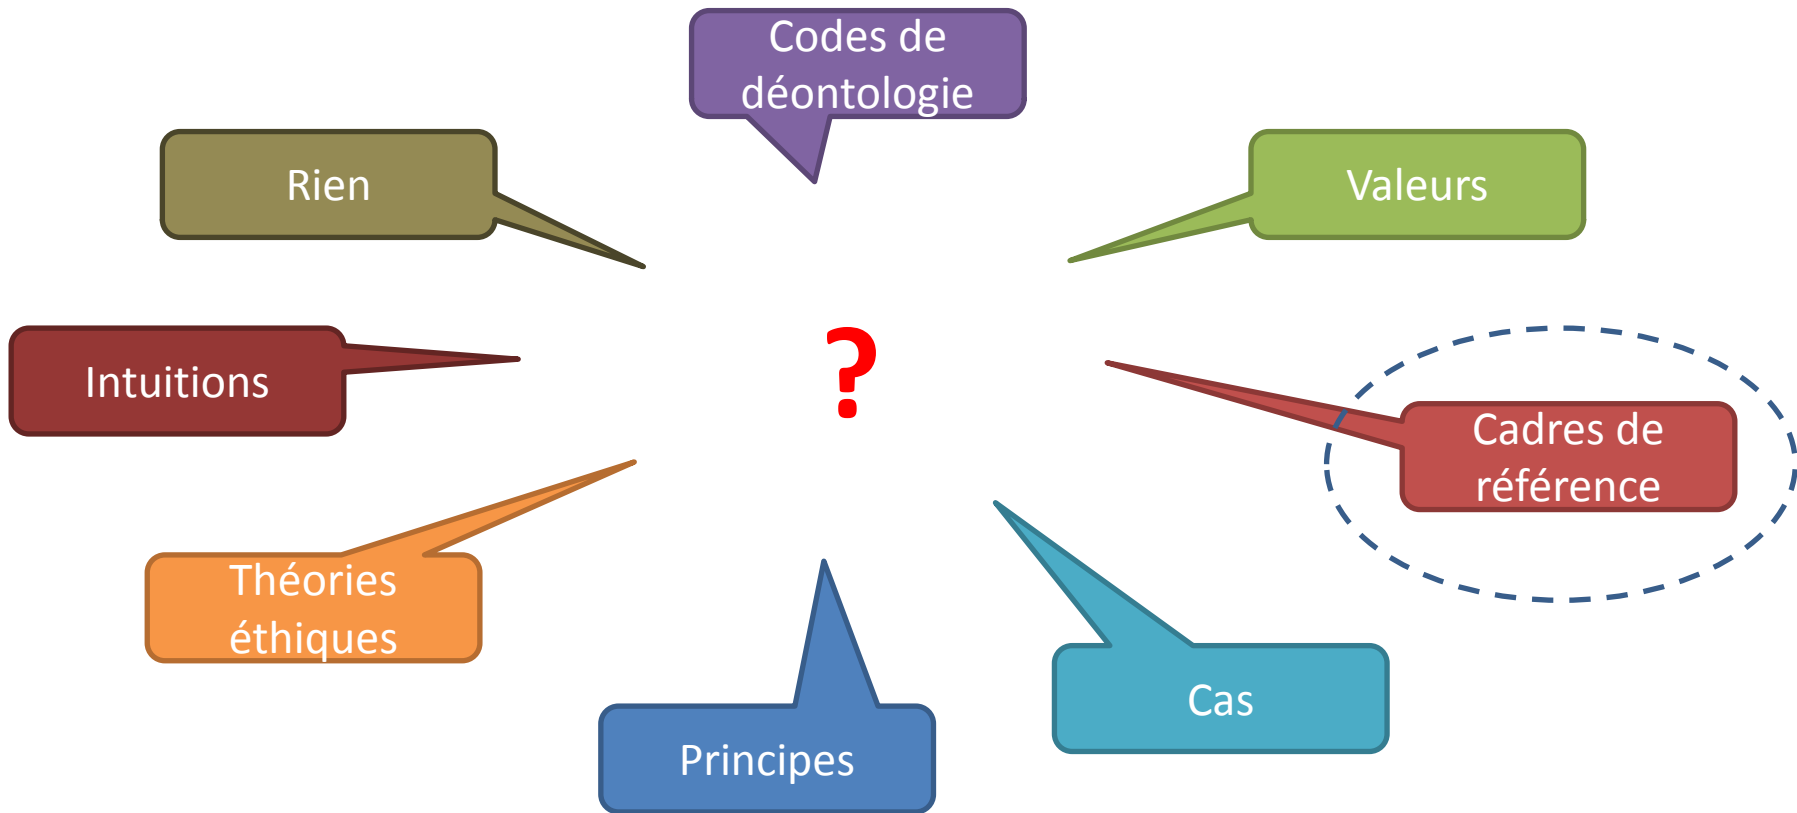 Codes de
déontologie
Rien
Valeurs
Intuitions
?
Cadres de
référence
Théories
éthiques
Cas
Principes